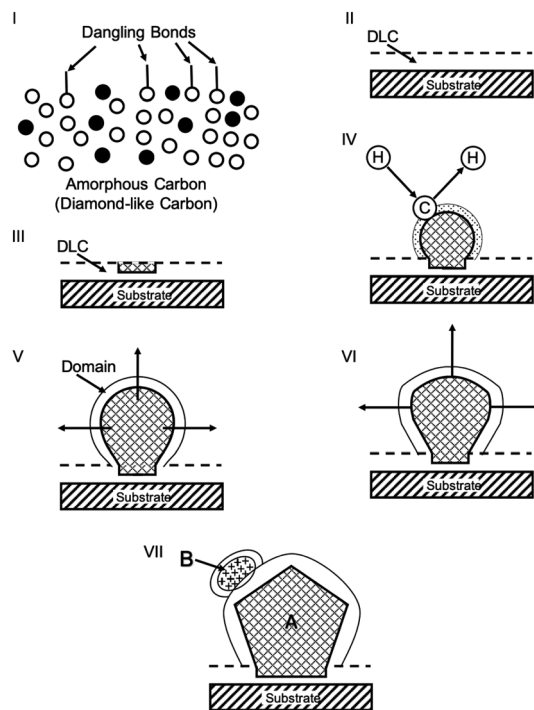 I
Dangling Bonds
Amorphous Carbon
(Diamond-like Carbon)
II
DLC
Substrate
III
DLC
Substrate
IV
H
H
C
Substrate
V
Domain
Substrate
VI
Substrate
VII
B
A
Substrate